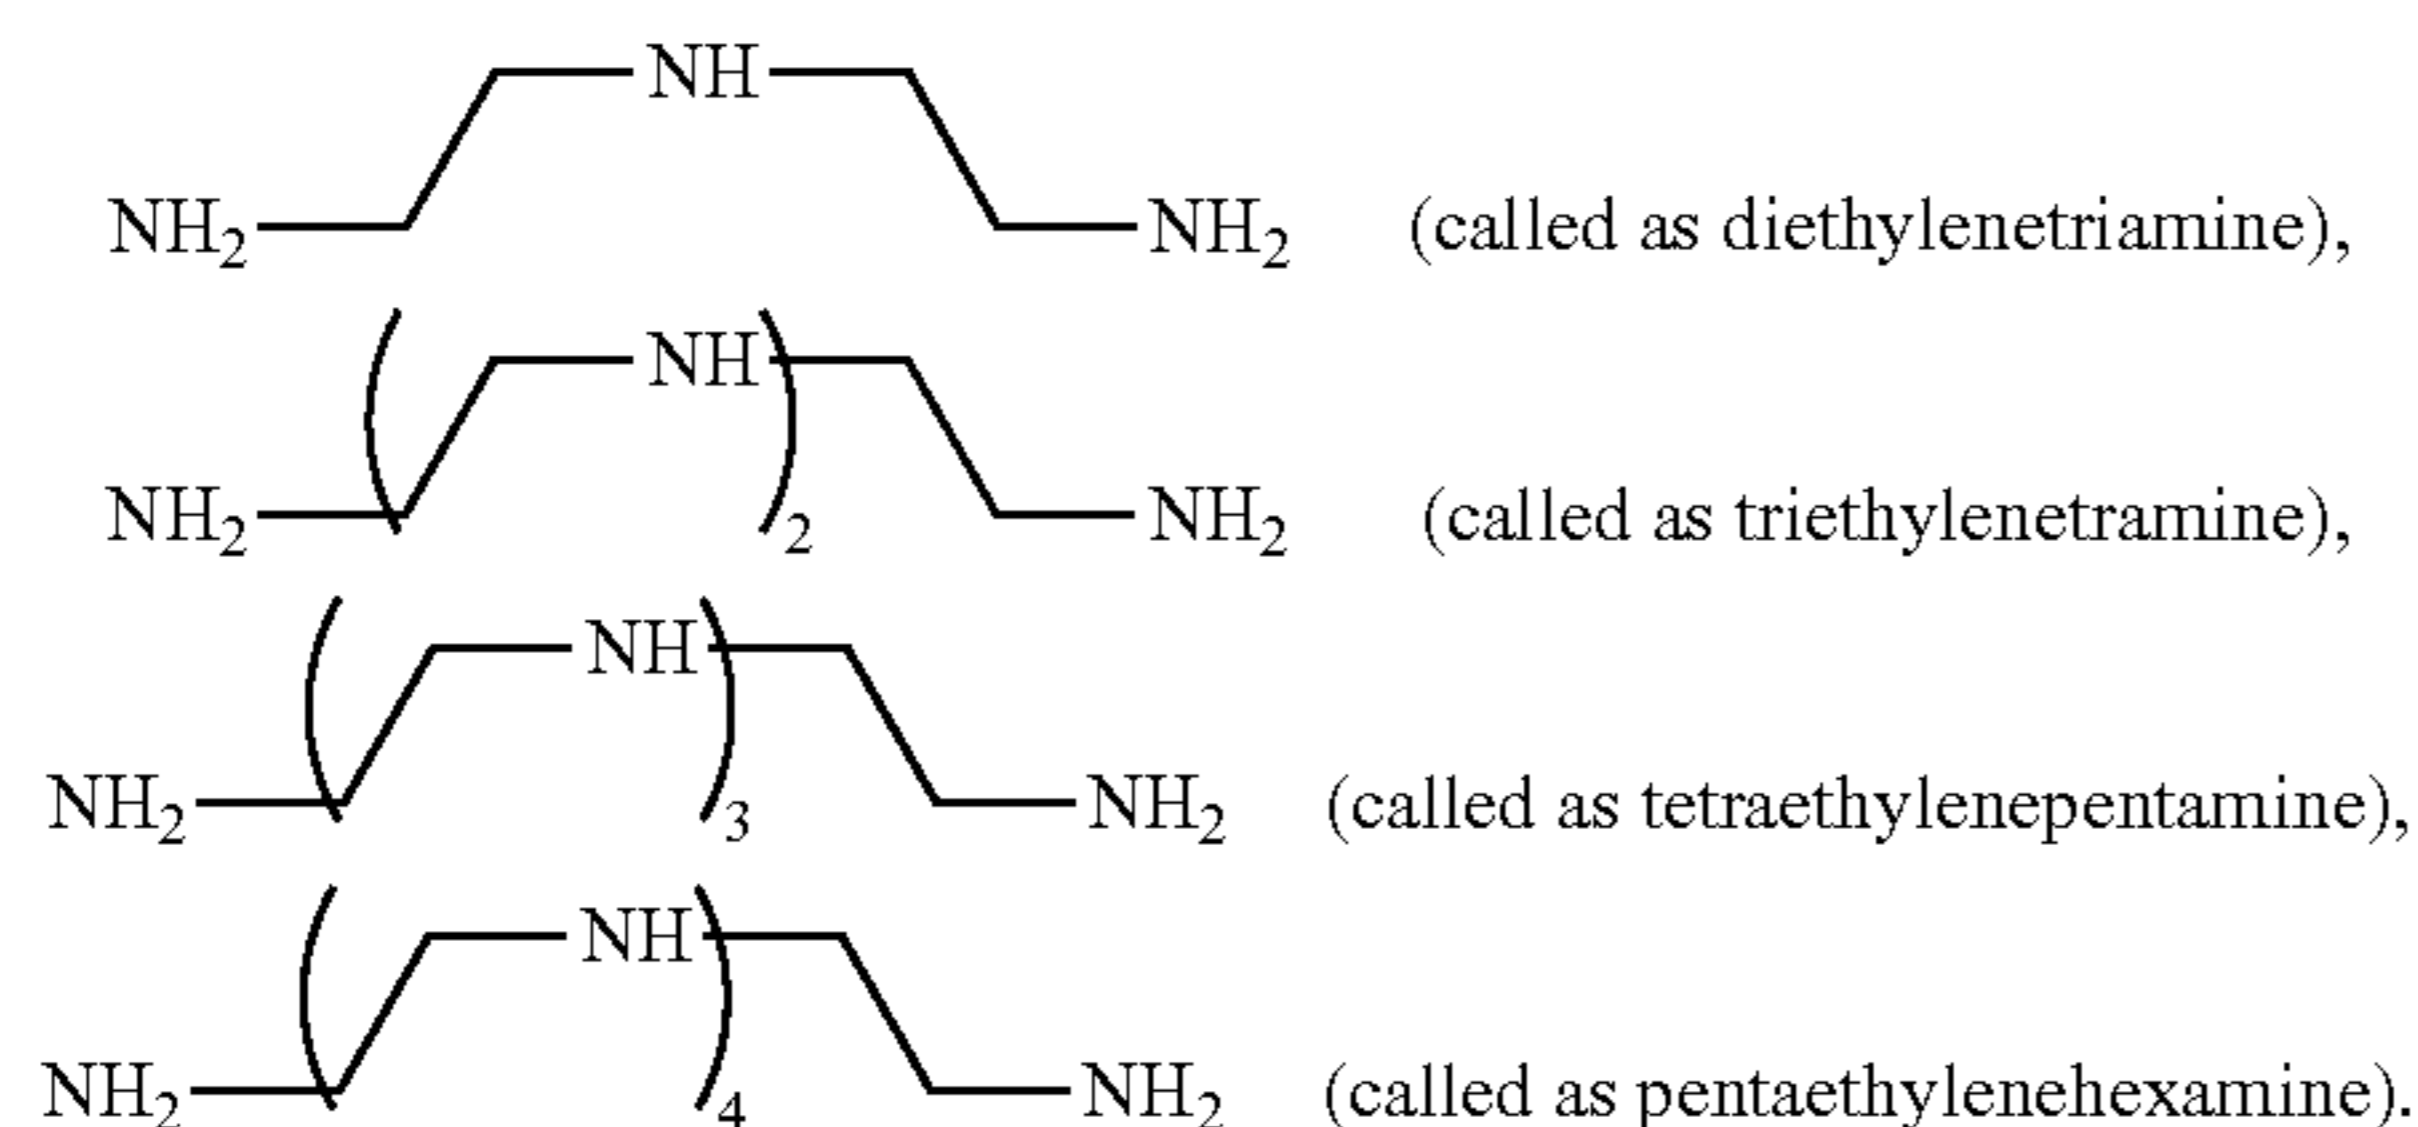 NH
NH₂ NH₂ (called as diethylenetriamine),
NH
NH₂ 2 NH₂ (called as triethylenetramine),
NH
NH₂ 3 NH₂ (called as tetraethylenepentamine),
NH
NH₂ 4 NH₂ (called as pentaethylenehexamine).